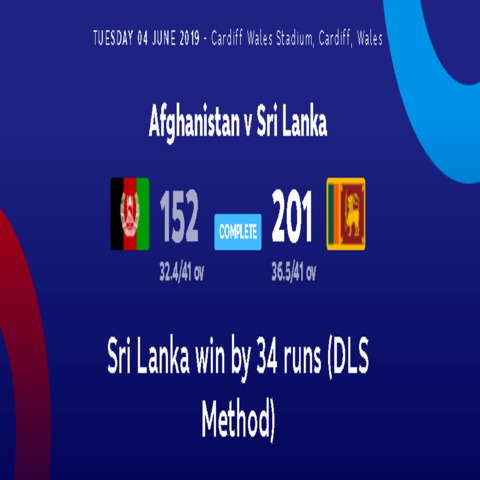 TUESDAY 04 JUNE 2019 - Cardiff Wales Stadium, Cardiff, Wales
Afghanistan v Sri Lanka
152 COMPLETE 201
32.4/41 ov 36.5/41 ov
Sri Lanka win by 34 runs (DLS
Method)